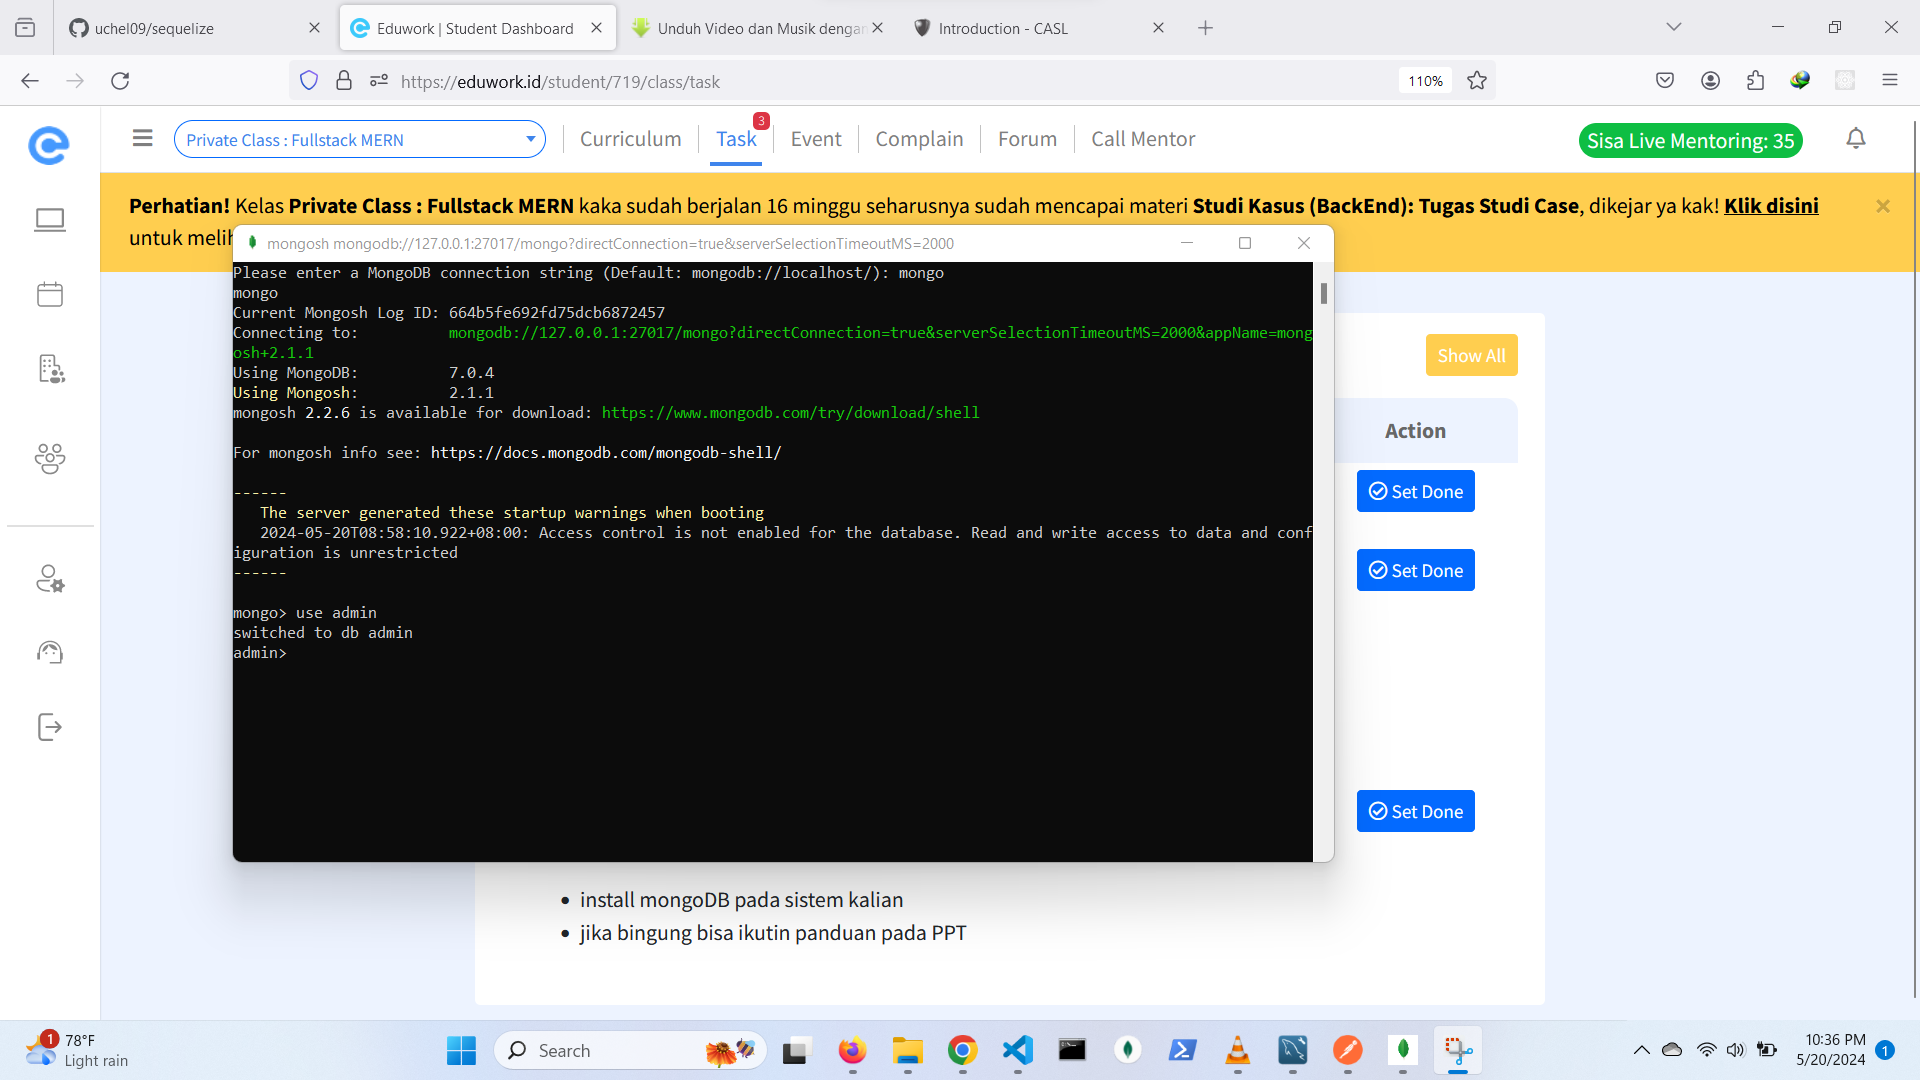 uchel09/sequelize
Eduwork | Student Dashboard
Unduh Video dan Musik dengan
Introduction - CASL
https://eduwork.id/student/719/class/task
110%
Private Class : Fullstack MERN
Curriculum
Task
3
Event
Complain
Forum
Call Mentor
Sisa Live Mentoring: 35
Perhatian! Kelas Private Class : Fullstack MERN kaka sudah berjalan 16 minggu seharusnya sudah mencapai materi Studi Kasus (BackEnd): Tugas Studi Case, dikejar ya kak! Klik disini
untuk melih
mongosh mongodb://127.0.0.1:27017/mongo?directConnection=true&serverSelectionTimeoutMS=2000
Please enter a MongoDB connection string (Default: mongodb://localhost/): mongo
mongo
Current Mongosh Log ID: 664b5fe692fd75dcb6872457
Connecting to: mongodb://127.0.0.1:27017/mongo?directConnection=true&serverSelectionTimeoutMS=2000&appName=mong
osh+2.1.1
Using MongoDB: 7.0.4
Using Mongosh: 2.1.1
mongosh 2.2.6 is available for download: https://www.mongodb.com/try/download/shell
For mongosh info see: https://docs.mongodb.com/mongodb-shell/
------
The server generated these startup warnings when booting
2024-05-20T08:58:10.922+08:00: Access control is not enabled for the database. Read and write access to data and conf
iguration is unrestricted
------
mongo> use admin
switched to db admin
admin>
Show All
Action
Set Done
Set Done
Set Done
• install mongoDB pada sistem kalian
• jika bingung bisa ikutin panduan pada PPT
1
78°F
Light rain
Search
10:36 PM
5/20/2024
1